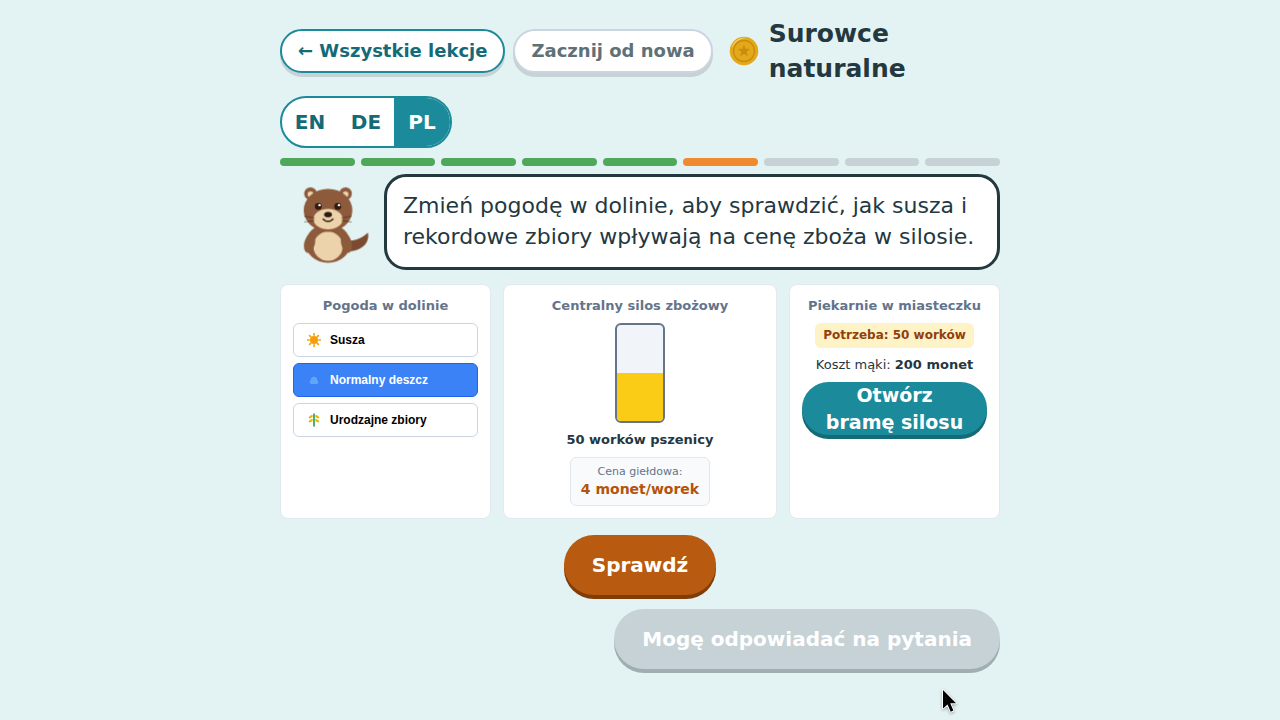 ← Wszystkie lekcje
Zacznij od nowa
Surowce
naturalne
EN DE PL
Zmień pogodę w dolinie, aby sprawdzić, jak susza i
rekordowe zbiory wpływają na cenę zboża w silosie.
Pogoda w dolinie
Susza
Normalny deszcz
Urodzajne zbiory
Centralny silos zbożowy
50 worków pszenicy
Cena giełdowa:
4 monet/worek
Piekarnie w miasteczku
Potrzeba: 50 worków
Koszt mąki: 200 monet
Otwórz
bramę silosu
Sprawdź
Mogę odpowiadać na pytania